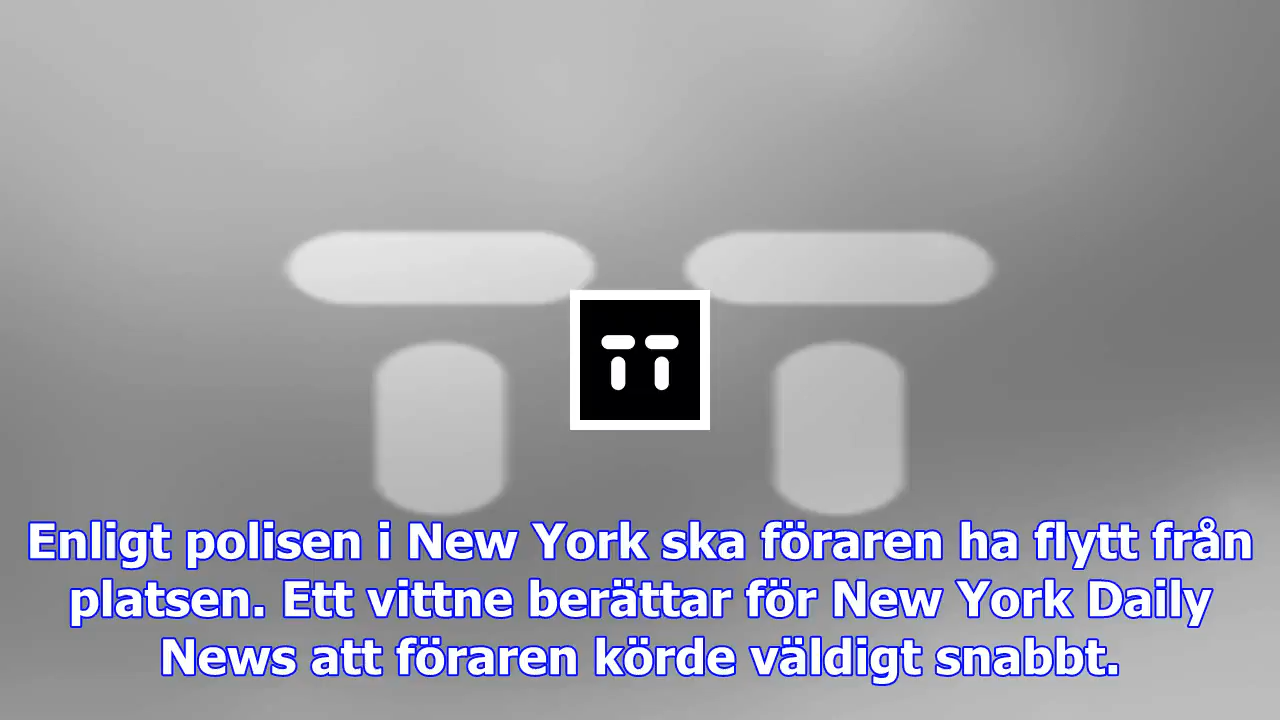 Enligt polisen i New York ska föraren ha flytt från
platsen. Ett vittne berättar för New York Daily
News att föraren körde väldigt snabbt.